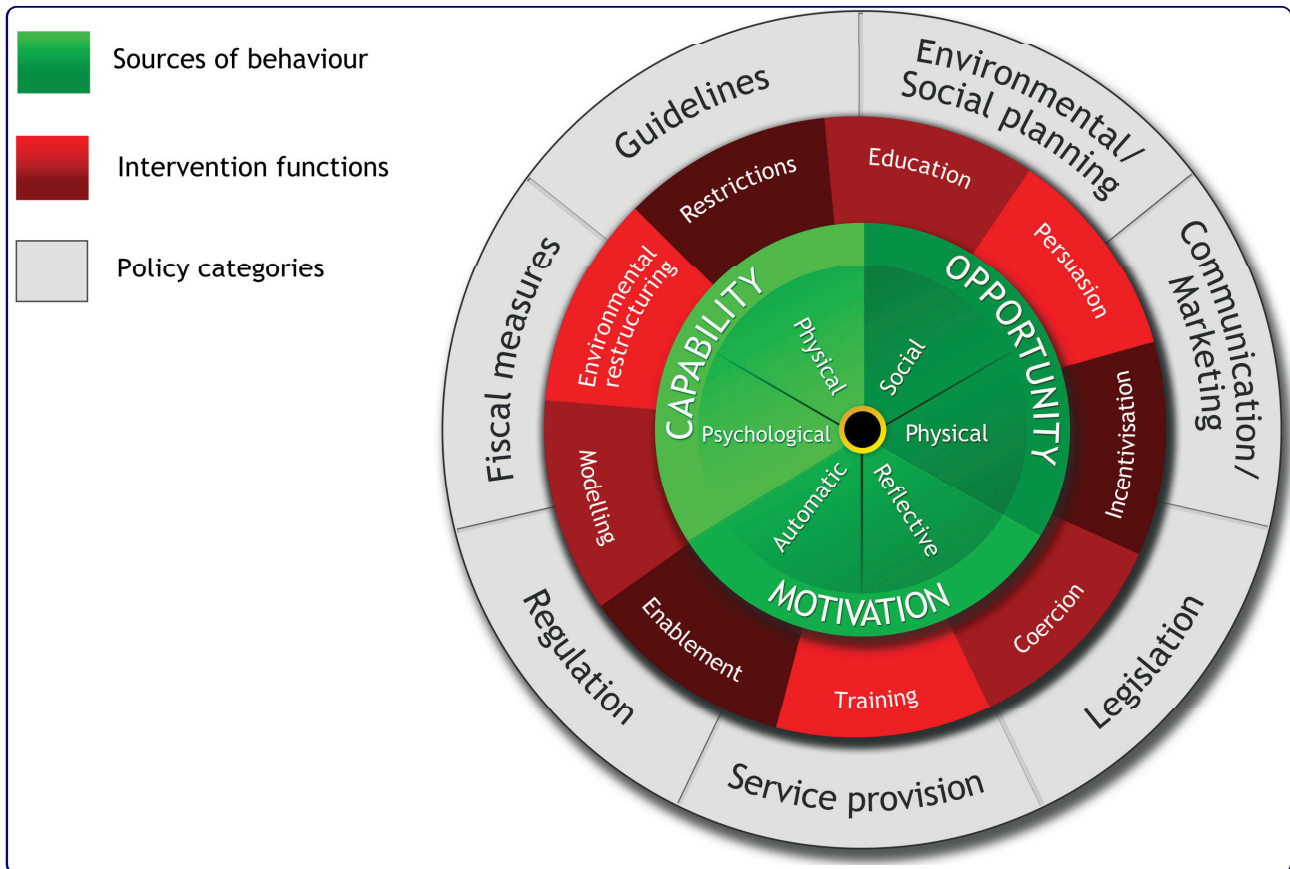 Sources of behaviour
Intervention functions
Policy categories
Guidelines
Environmental/
Social planning
Communication/
Marketing
Legislation
Service provision
Regulation
Fiscal measures
Restrictions
Education
Persuasion
Incentivisation
Coercion
Training
Enablement
Modelling
Environmental
restructuring
CAPABILITY
OPPORTUNITY
MOTIVATION
Physical
Social
Psychological
Physical
Automatic
Reflective